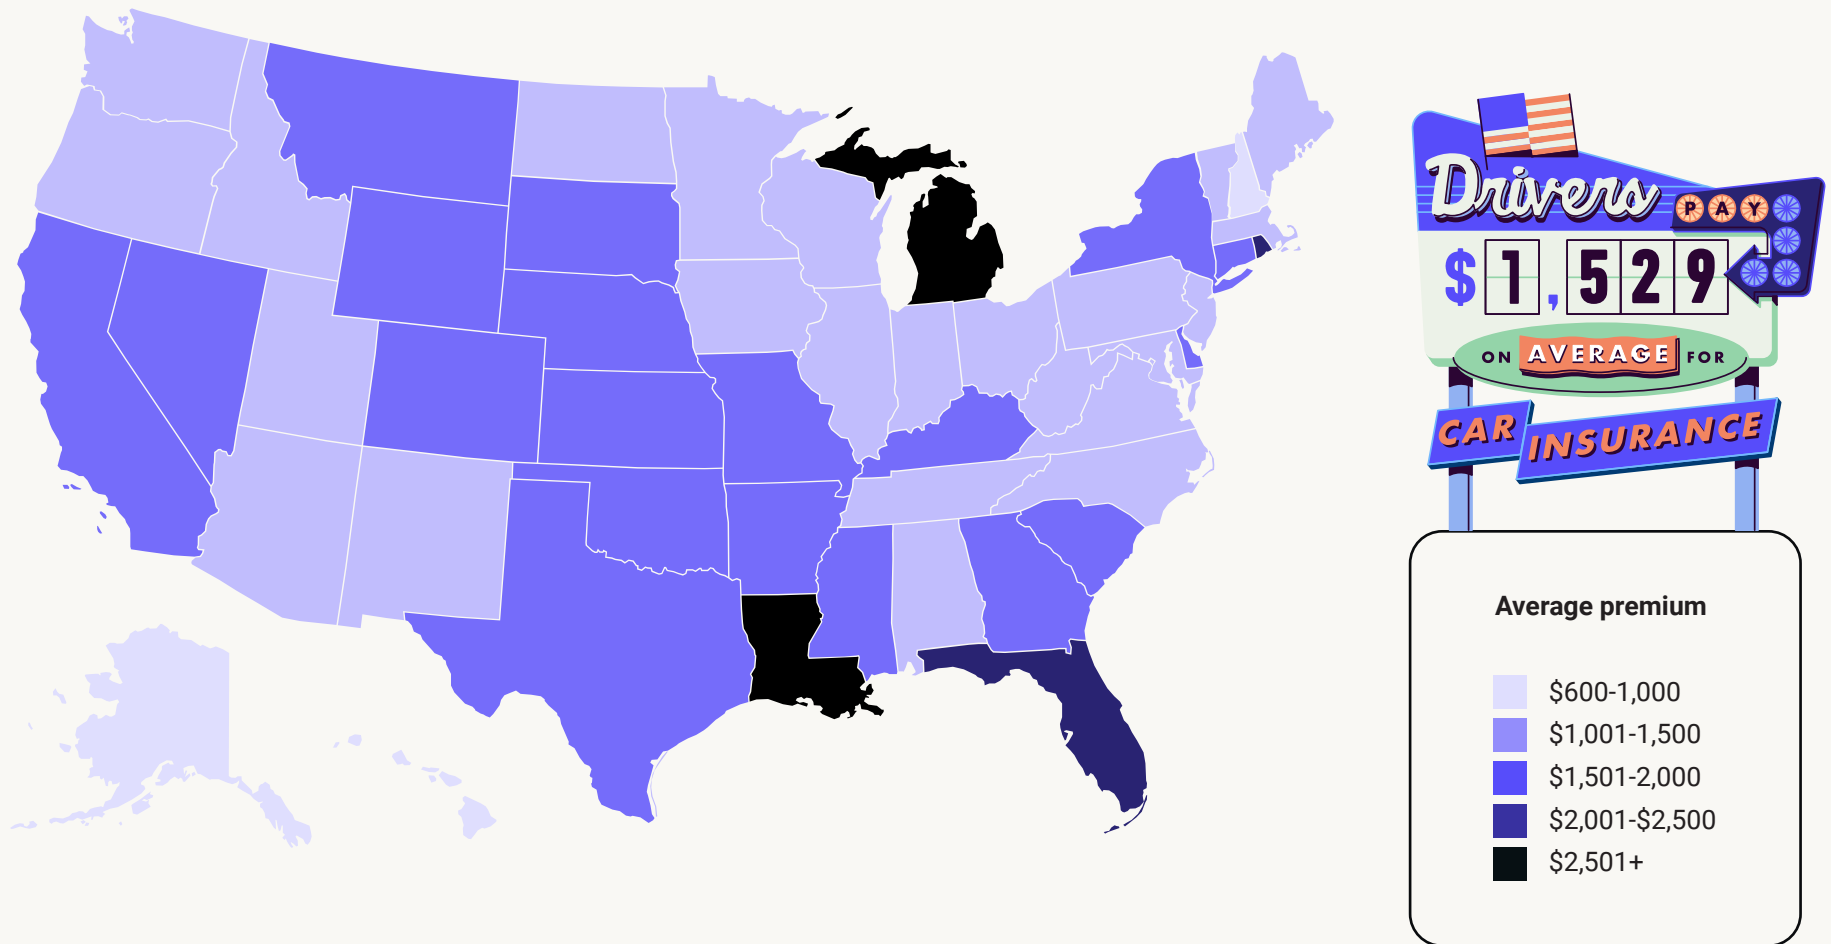 Drivers
PAY
$1,529
ON AVERAGE FOR
CAR INSURANCE
Average premium
$600-1,000
$1,001-1,500
$1,501-2,000
$2,001-$2,500
$2,501+